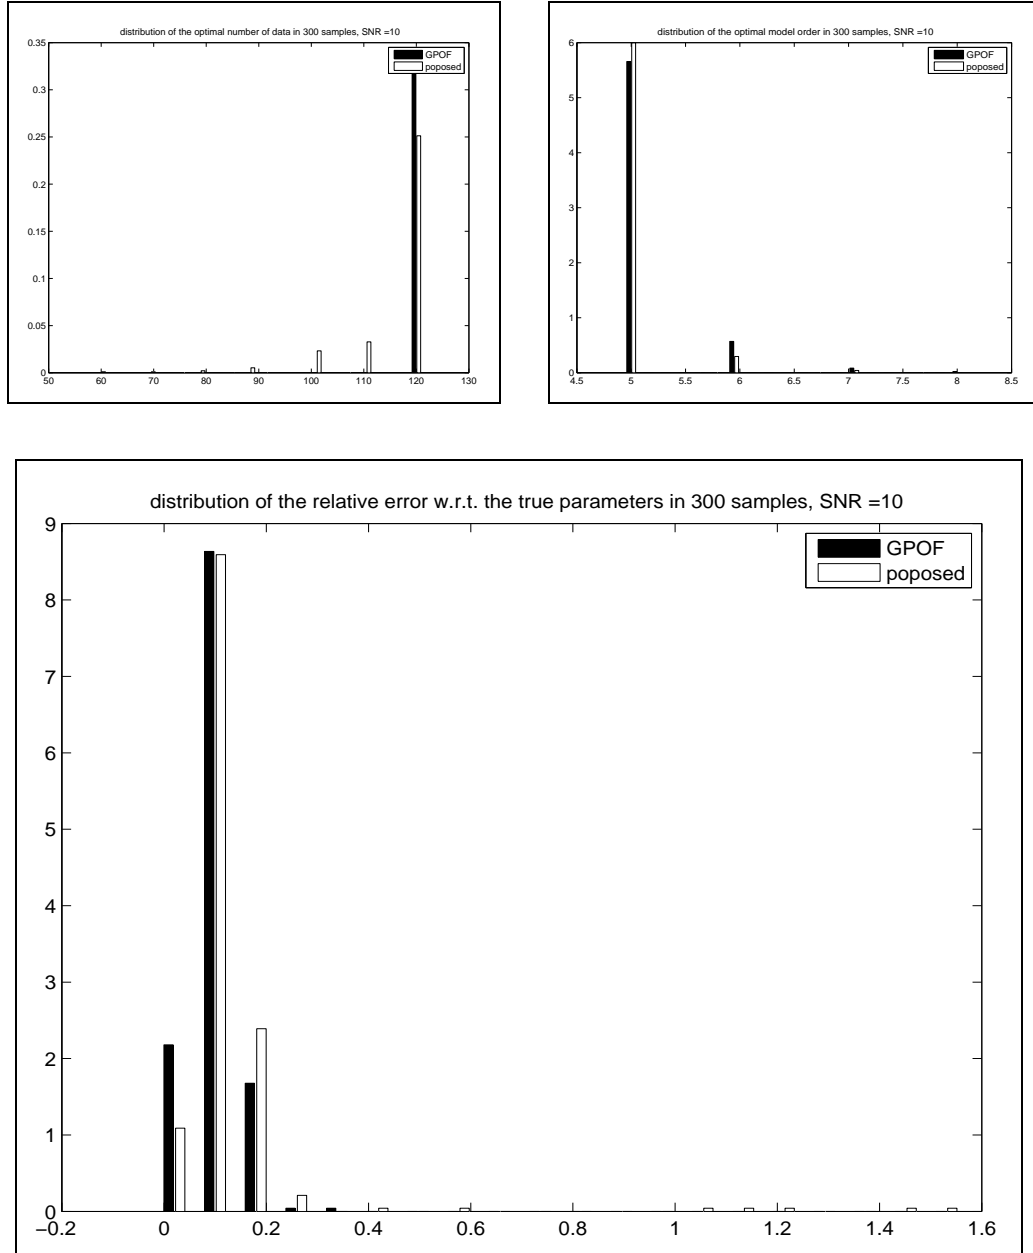 distribution of the optimal number of data in 300 samples, SNR =10
0.35
0.3
0.25
0.2
0.15
0.1
0.05
0
50 60 70 80 90 100 110 120 130
GPOF
poposed
distribution of the optimal model order in 300 samples, SNR =10
6
5
4
3
2
1
0
4.5 5 5.5 6 6.5 7 7.5 8 8.5
GPOF
poposed
distribution of the relative error w.r.t. the true parameters in 300 samples, SNR =10
9
8
7
6
5
4
3
2
1
0
−0.2 0 0.2 0.4 0.6 0.8 1 1.2 1.4 1.6
GPOF
poposed